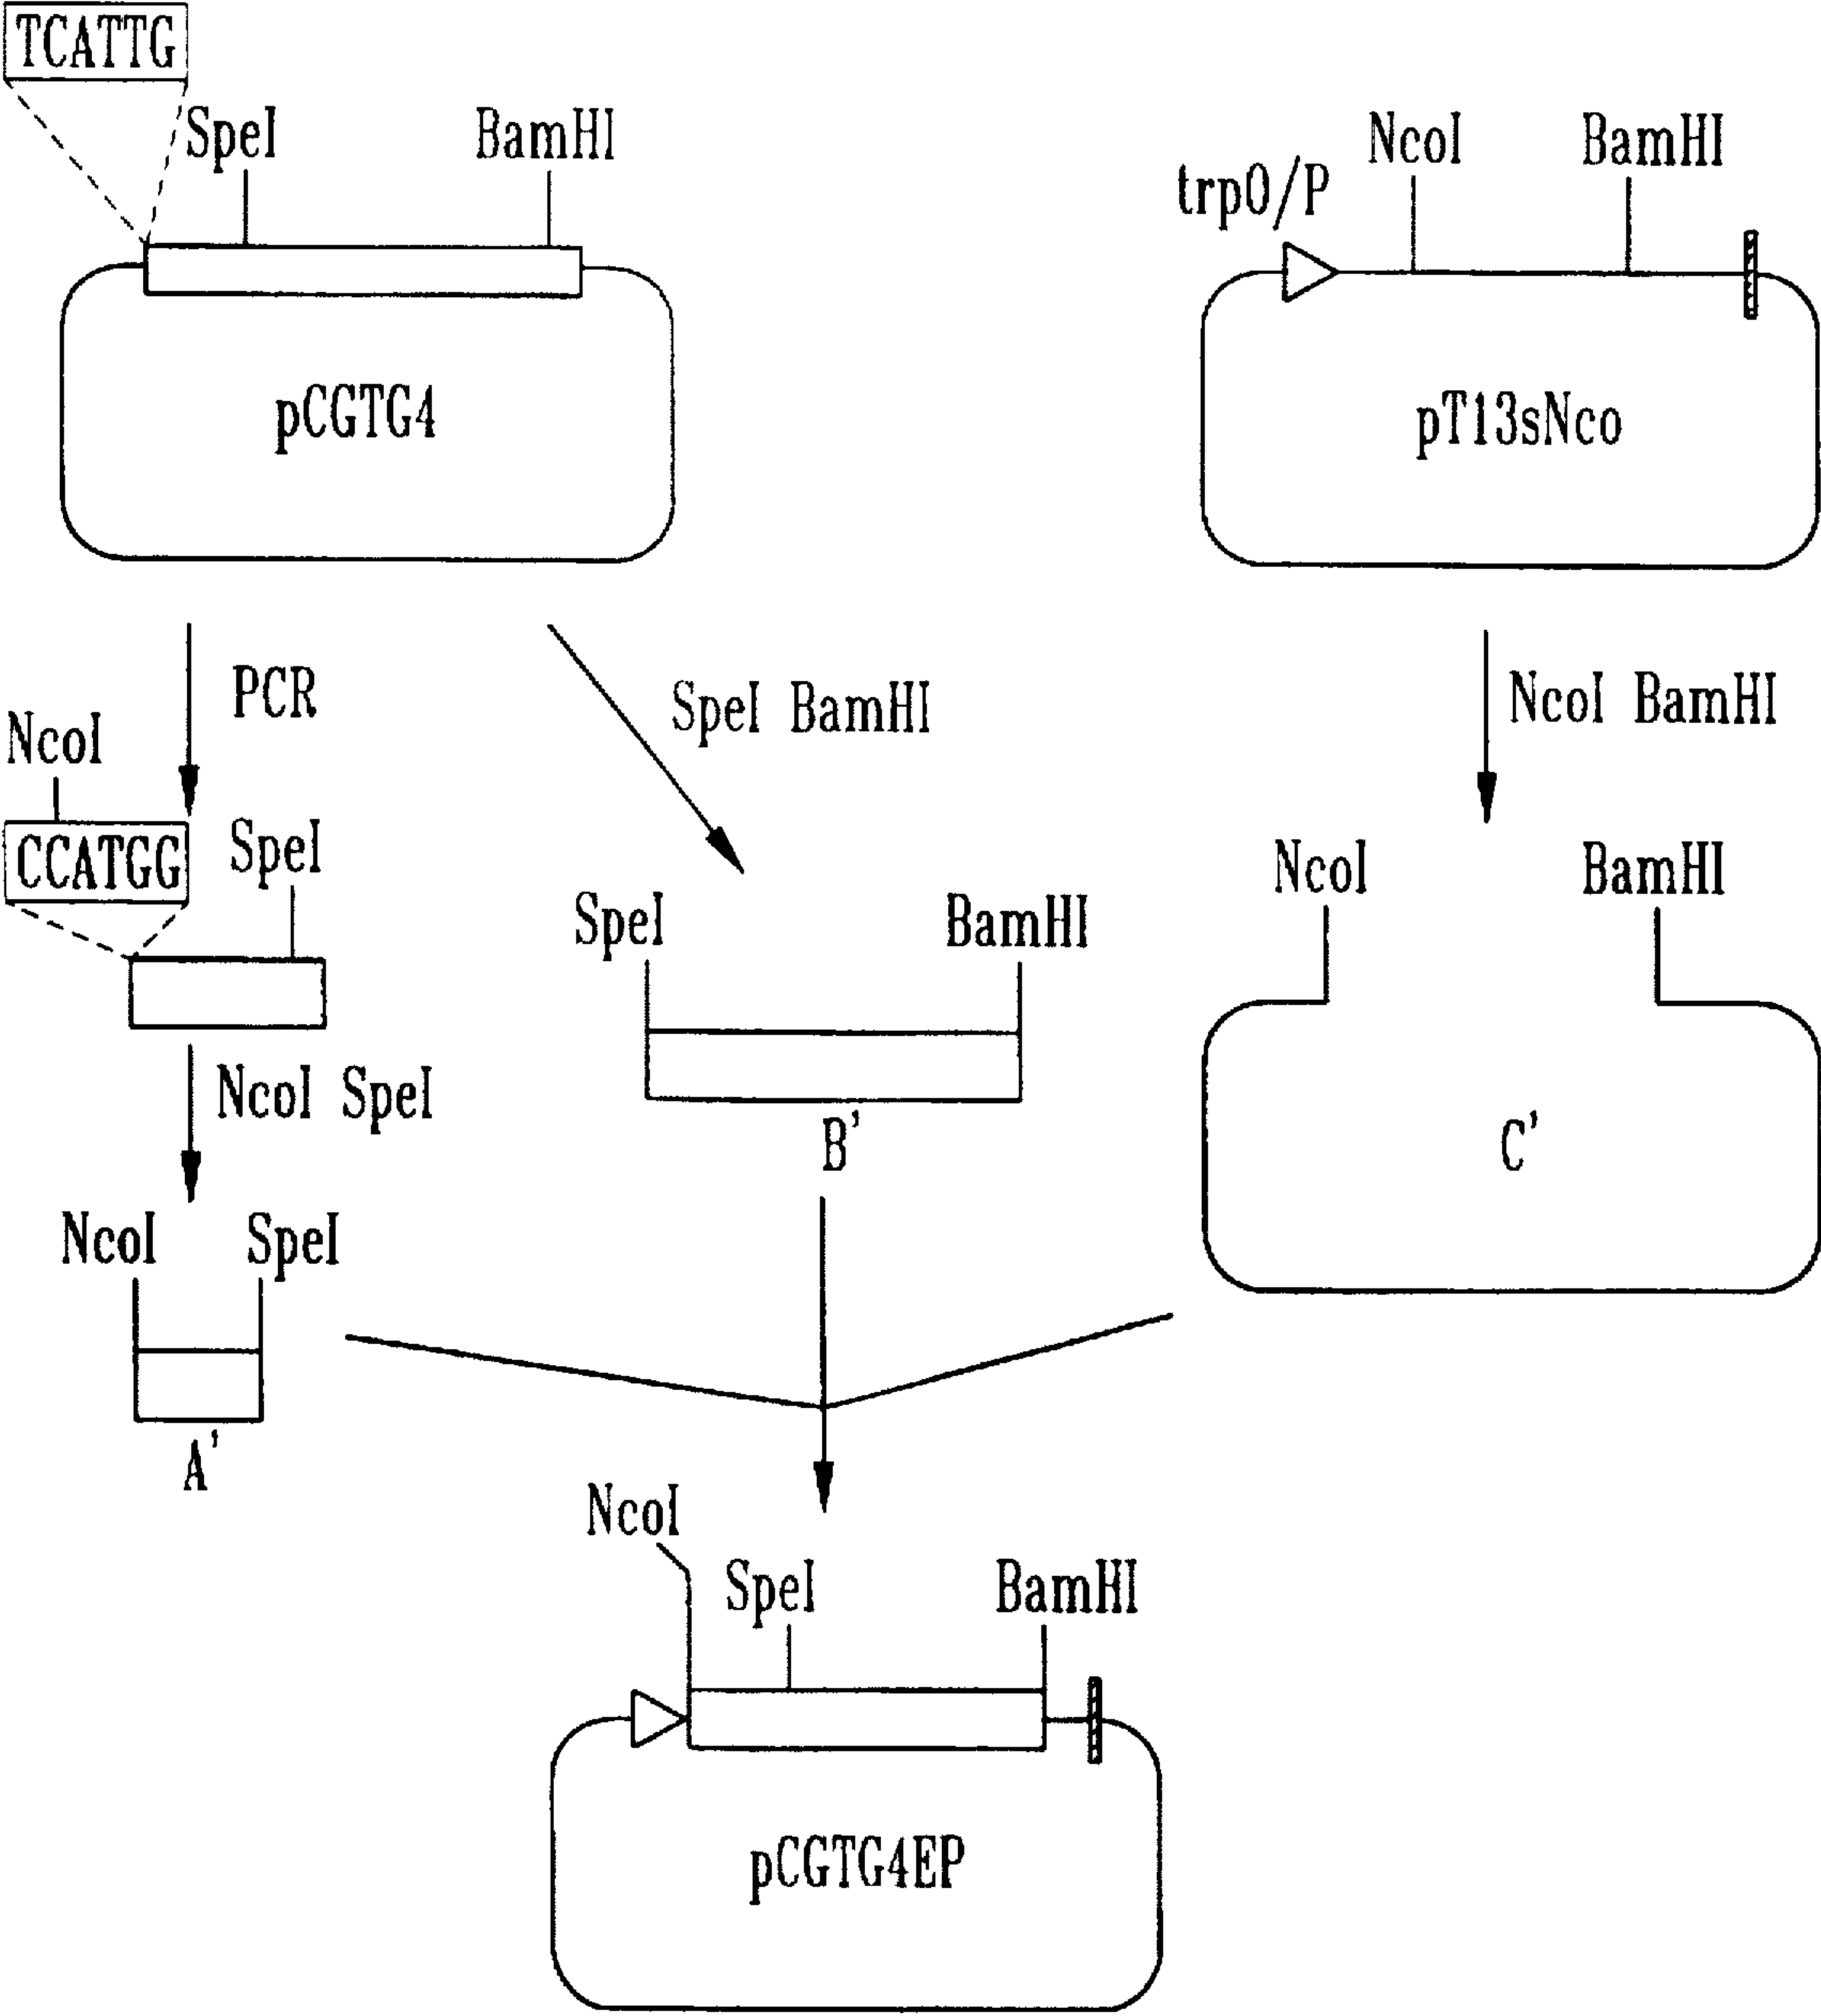 TCATTG
SpeI
BamHI
pCGTG4
trpO/P
NcoI
BamHI
pT13sNco
PCR
SpeI BamHI
NcoI BamHI
NcoI
CCATGG
SpeI
NcoI SpeI
NcoI
SpeI
A'
SpeI
BamHI
B'
NcoI
BamHI
C'
NcoI
SpeI
BamHI
pCGTG4EP